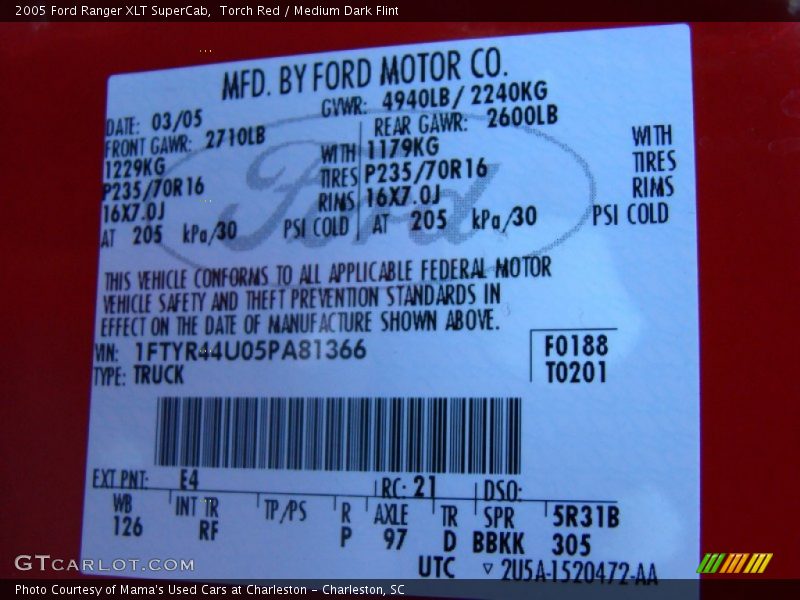 2005 Ford Ranger XLT SuperCab, Torch Red / Medium Dark Flint
MFD. BY FORD MOTOR CO.
DATE: 03/05 GVWR: 4940LB/ 2240KG
FRONT GAWR: 2710LB REAR GAWR: 2600LB
1229KG WITH 1179KG WITH
P235/70R16 TIRES P235/70R16 TIRES
16X7.0J RIMS 16X7.0J RIMS
AT 205 kPa/30 PSI COLD AT 205 kPa/30 PSI COLD
Ford
THIS VEHICLE CONFORMS TO ALL APPLICABLE FEDERAL MOTOR
VEHICLE SAFETY AND THEFT PREVENTION STANDARDS IN
EFFECT ON THE DATE OF MANUFACTURE SHOWN ABOVE.
VIN: 1FTYR44U05PA81366 F0188
TYPE: TRUCK T0201
EXT PNT: E4 RC: 21 DSO:
WB INT TR TP/PS R AXLE TR SPR 5R31B
126 RF P 97 D BBKK 305
UTC ▽ 2U5A-1520472-AA
GTCARLOT.COM
Photo Courtesy of Mama's Used Cars at Charleston - Charleston, SC